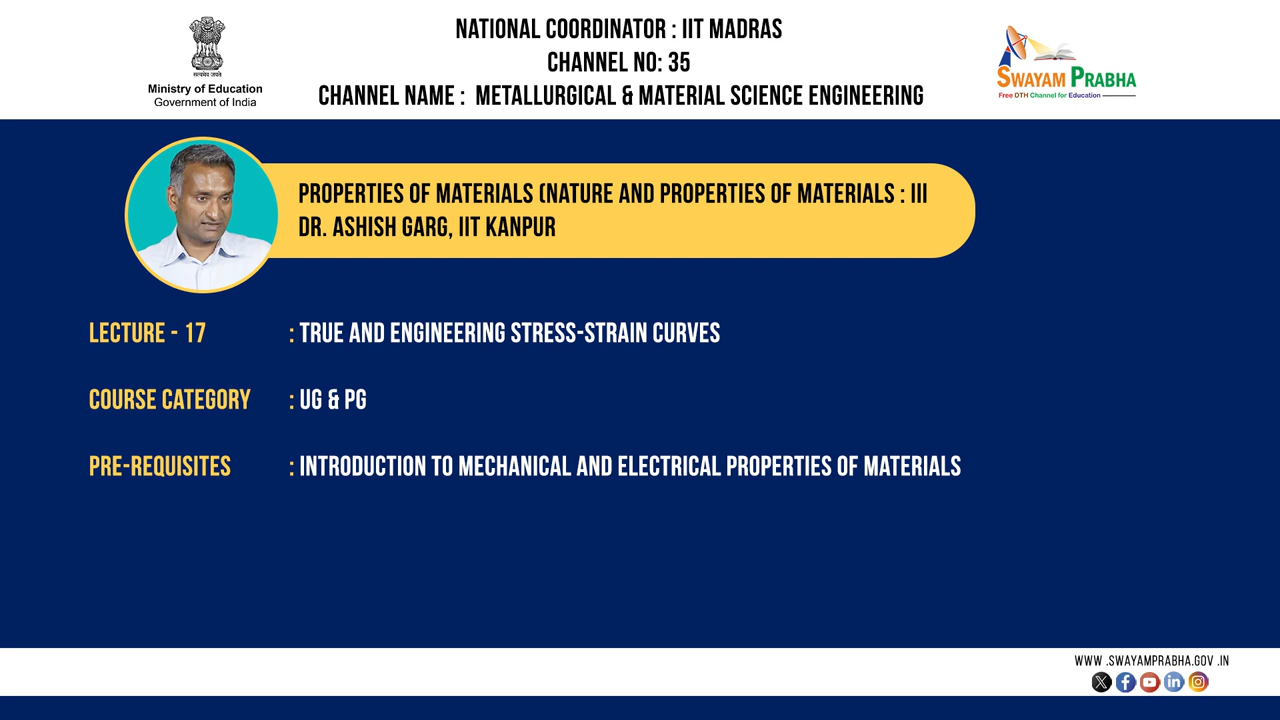 NATIONAL COORDINATOR : IIT MADRAS
CHANNEL NO: 35
CHANNEL NAME : METALLURGICAL & MATERIAL SCIENCE ENGINEERING
सत्यमेव जयते
Ministry of Education
Government of India
SWAYAM PRABHA
Free DTH Channel for Education
PROPERTIES OF MATERIALS (NATURE AND PROPERTIES OF MATERIALS : III
DR. ASHISH GARG, IIT KANPUR
LECTURE - 17 : TRUE AND ENGINEERING STRESS-STRAIN CURVES
COURSE CATEGORY : UG & PG
PRE-REQUISITES : INTRODUCTION TO MECHANICAL AND ELECTRICAL PROPERTIES OF MATERIALS
WWW .SWAYAMPRABHA.GOV .IN